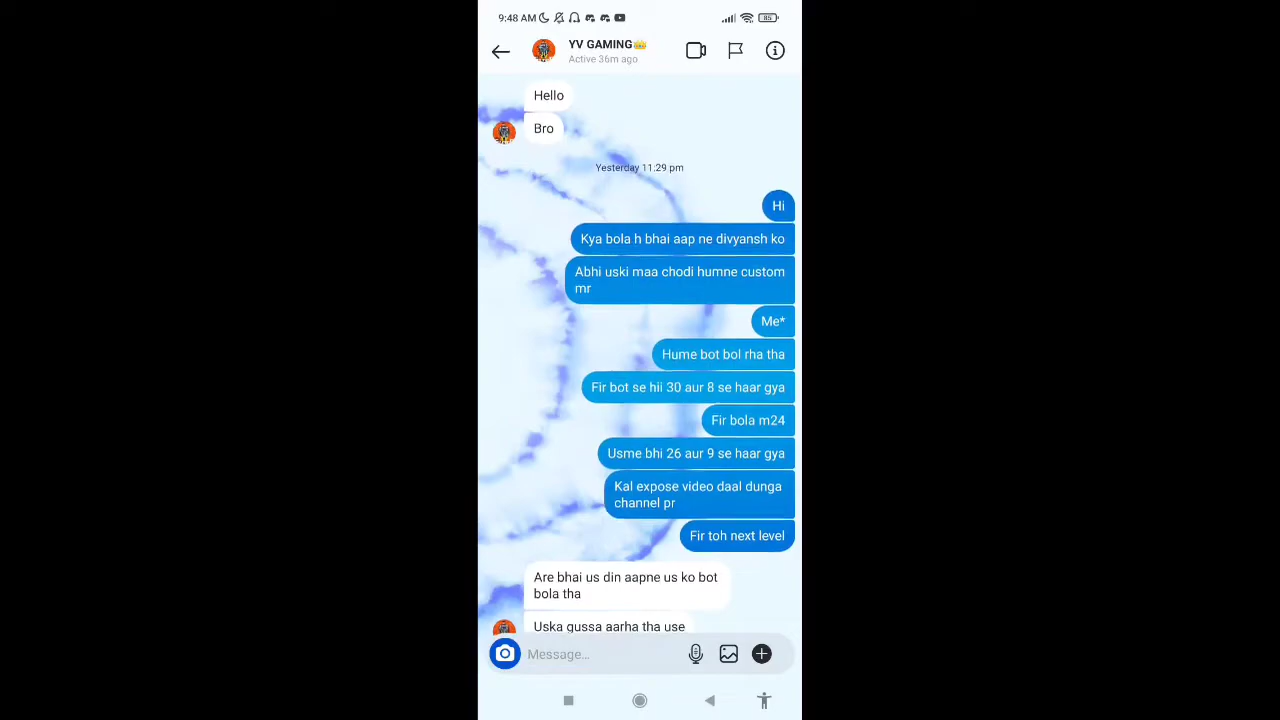 9:48 AM
85
YV GAMING👑
Active 36m ago
Hello
Bro
Yesterday 11:29 pm
Hi
Kya bola h bhai aap ne divyansh ko
Abhi uski maa chodi humne custom
mr
Me*
Hume bot bol rha tha
Fir bot se hii 30 aur 8 se haar gya
Fir bola m24
Usme bhi 26 aur 9 se haar gya
Kal expose video daal dunga
channel pr
Fir toh next level
Are bhai us din aapne us ko bot
bola tha
Uska gussa aarha tha use
Message...